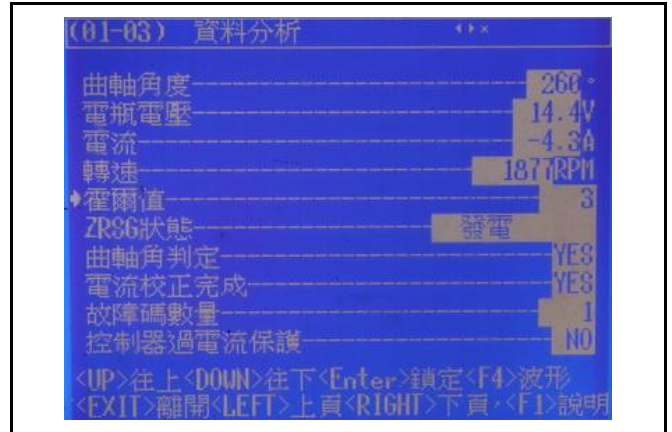 (01-03) 資料分析
曲軸角度 260°
電瓶電壓 14.4V
電流 -4.3A
轉速 1877RPM
霍爾值 3
ZRSG狀態 發電
曲軸角判定 YES
電流校正完成 YES
故障碼數量 1
控制器過電流保護 NO
<UP>往上<DOWN>往下<Enter>鎖定<F4>波形
<EXIT>離開<LEFT>上頁<RIGHT>下頁,<F1>說明